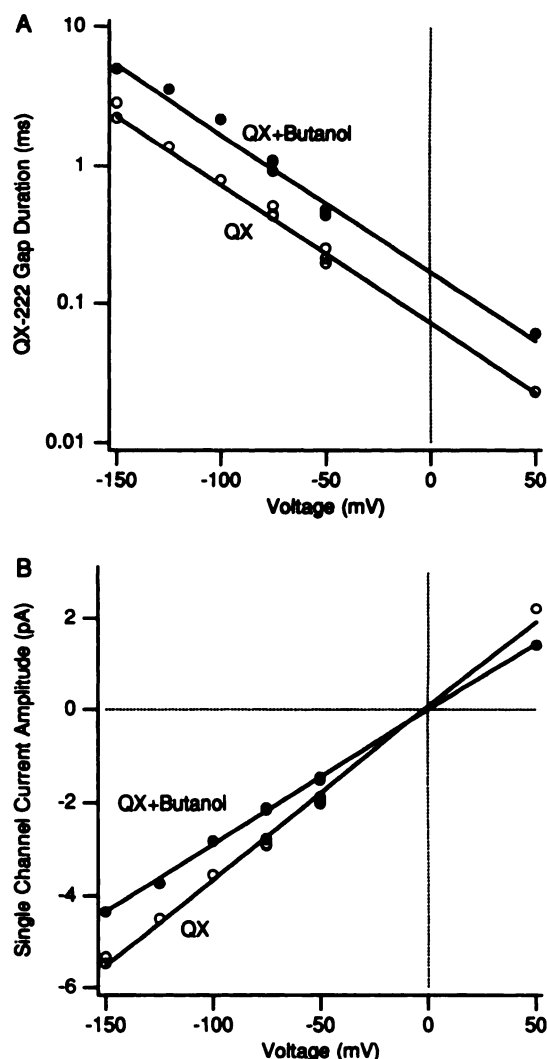 A
10
1
0.1
0.01
QX-222 Gap Duration (ms)
QX+Butanol
QX
-150
-100
-50
0
50
Voltage (mV)
B
2
0
-2
-4
-6
Single Channel Current Amplitude (pA)
QX+Butanol
QX
-150
-100
-50
0
50
Voltage (mV)